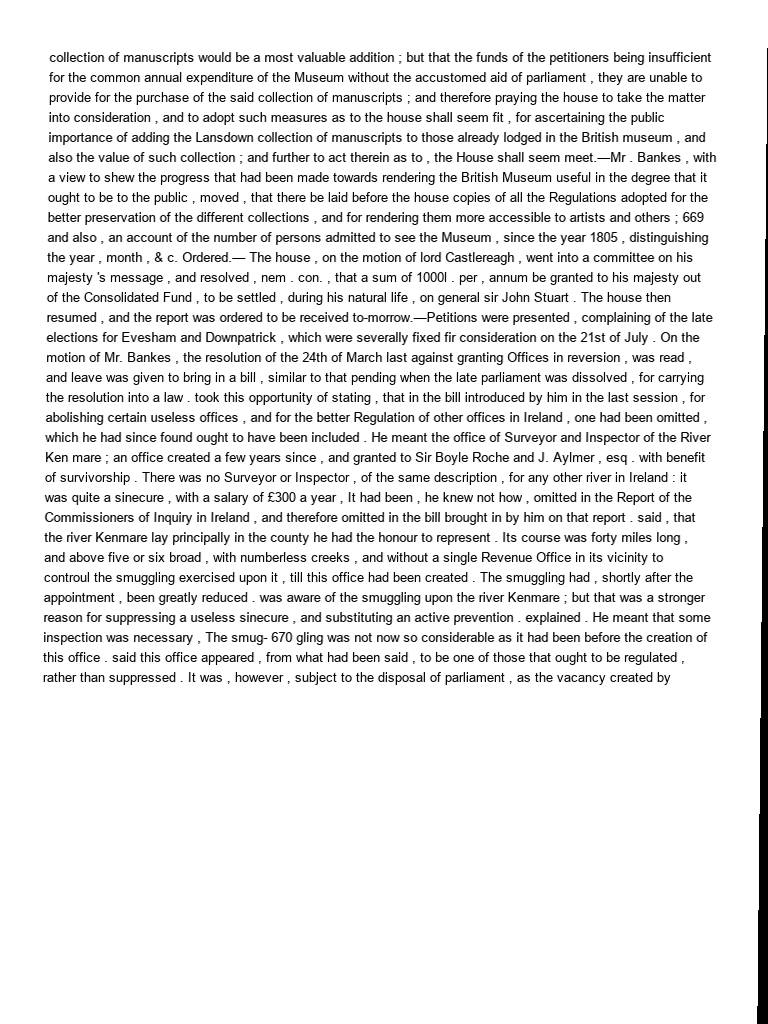 collection of manuscripts would be a most valuable addition ; but that the funds of the petitioners being insufficient
for the common annual expenditure of the Museum without the accustomed aid of parliament , they are unable to
provide for the purchase of the said collection of manuscripts ; and therefore praying the house to take the matter
into consideration , and to adopt such measures as to the house shall seem fit , for ascertaining the public
importance of adding the Lansdown collection of manuscripts to those already lodged in the British museum , and
also the value of such collection ; and further to act therein as to , the House shall seem meet.—Mr . Bankes , with
a view to shew the progress that had been made towards rendering the British Museum useful in the degree that it
ought to be to the public , moved , that there be laid before the house copies of all the Regulations adopted for the
better preservation of the different collections , and for rendering them more accessible to artists and others ; 669
and also , an account of the number of persons admitted to see the Museum , since the year 1805 , distinguishing
the year , month , & c. Ordered.— The house , on the motion of lord Castlereagh , went into a committee on his
majesty 's message , and resolved , nem . con. , that a sum of 1000l . per , annum be granted to his majesty out
of the Consolidated Fund , to be settled , during his natural life , on general sir John Stuart . The house then
resumed , and the report was ordered to be received to-morrow.—Petitions were presented , complaining of the late
elections for Evesham and Downpatrick , which were severally fixed fir consideration on the 21st of July . On the
motion of Mr. Bankes , the resolution of the 24th of March last against granting Offices in reversion , was read ,
and leave was given to bring in a bill , similar to that pending when the late parliament was dissolved , for carrying
the resolution into a law . took this opportunity of stating , that in the bill introduced by him in the last session , for
abolishing certain useless offices , and for the better Regulation of other offices in Ireland , one had been omitted ,
which he had since found ought to have been included . He meant the office of Surveyor and Inspector of the River
Ken mare ; an office created a few years since , and granted to Sir Boyle Roche and J. Aylmer , esq . with benefit
of survivorship . There was no Surveyor or Inspector , of the same description , for any other river in Ireland : it
was quite a sinecure , with a salary of £300 a year , It had been , he knew not how , omitted in the Report of the
Commissioners of Inquiry in Ireland , and therefore omitted in the bill brought in by him on that report . said , that
the river Kenmare lay principally in the county he had the honour to represent . Its course was forty miles long ,
and above five or six broad , with numberless creeks , and without a single Revenue Office in its vicinity to
controul the smuggling exercised upon it , till this office had been created . The smuggling had , shortly after the
appointment , been greatly reduced . was aware of the smuggling upon the river Kenmare ; but that was a stronger
reason for suppressing a useless sinecure , and substituting an active prevention . explained . He meant that some
inspection was necessary , The smug- 670 gling was not now so considerable as it had been before the creation of
this office . said this office appeared , from what had been said , to be one of those that ought to be regulated ,
rather than suppressed . It was , however , subject to the disposal of parliament , as the vacancy created by